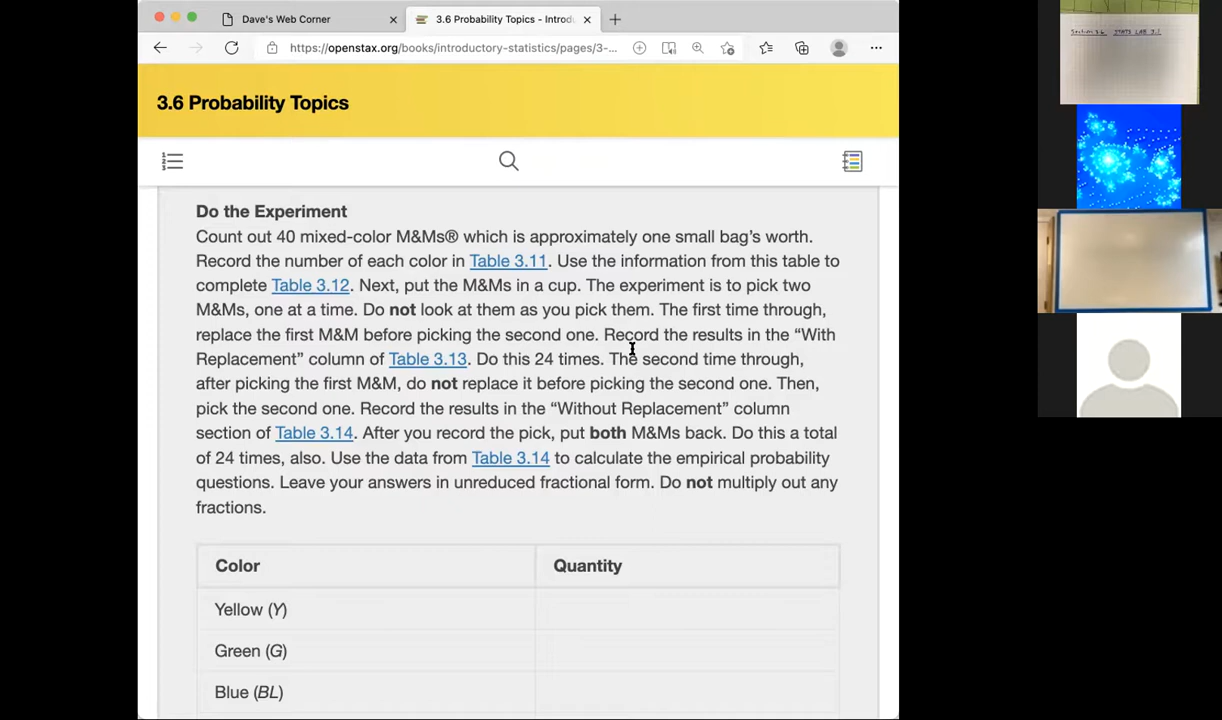 Dave's Web Corner
3.6 Probability Topics - Introdu
https://openstax.org/books/introductory-statistics/pages/3-...
3.6 Probability Topics
Do the Experiment
Count out 40 mixed-color M&Ms® which is approximately one small bag's worth.
Record the number of each color in Table 3.11. Use the information from this table to
complete Table 3.12. Next, put the M&Ms in a cup. The experiment is to pick two
M&Ms, one at a time. Do not look at them as you pick them. The first time through,
replace the first M&M before picking the second one. Record the results in the “With
Replacement” column of Table 3.13. Do this 24 times. The second time through,
after picking the first M&M, do not replace it before picking the second one. Then,
pick the second one. Record the results in the “Without Replacement” column
section of Table 3.14. After you record the pick, put both M&Ms back. Do this a total
of 24 times, also. Use the data from Table 3.14 to calculate the empirical probability
questions. Leave your answers in unreduced fractional form. Do not multiply out any
fractions.
Color Quantity
Yellow (Y)
Green (G)
Blue (BL)
Section 3.6 STATS LAB 3.1